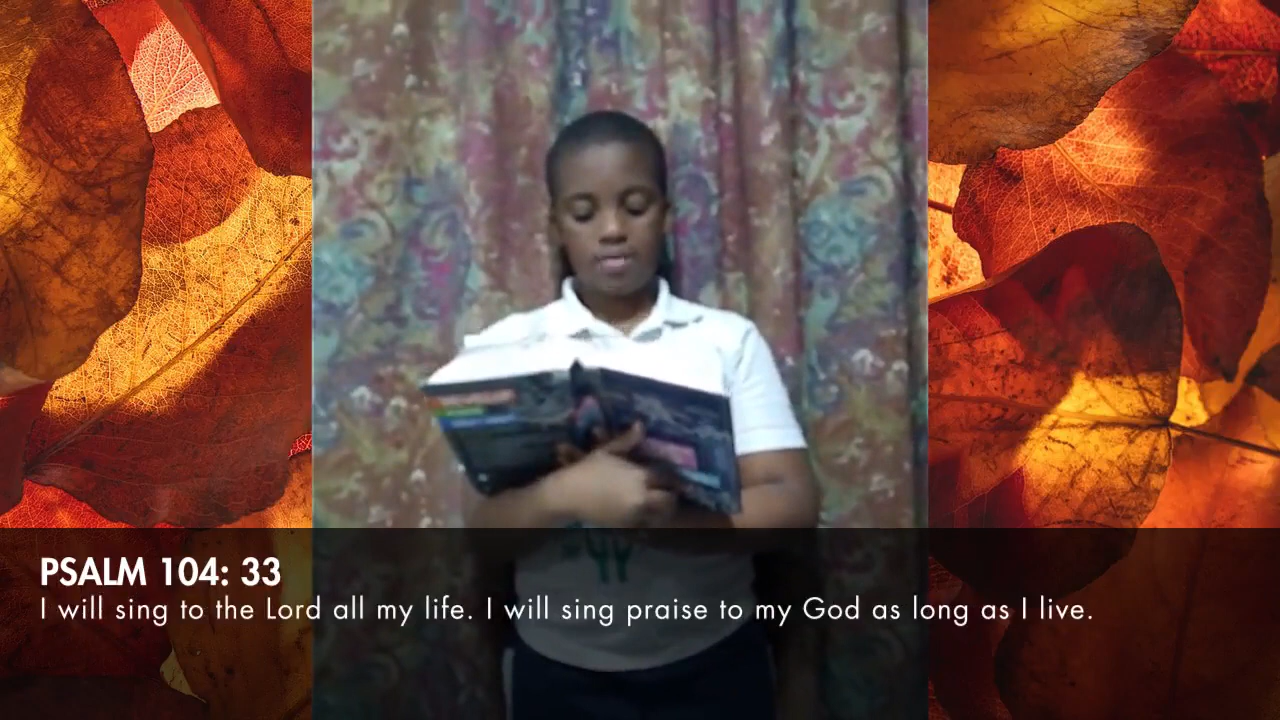 PSALM 104: 33
I will sing to the Lord all my life. I will sing praise to my God as long as I live.